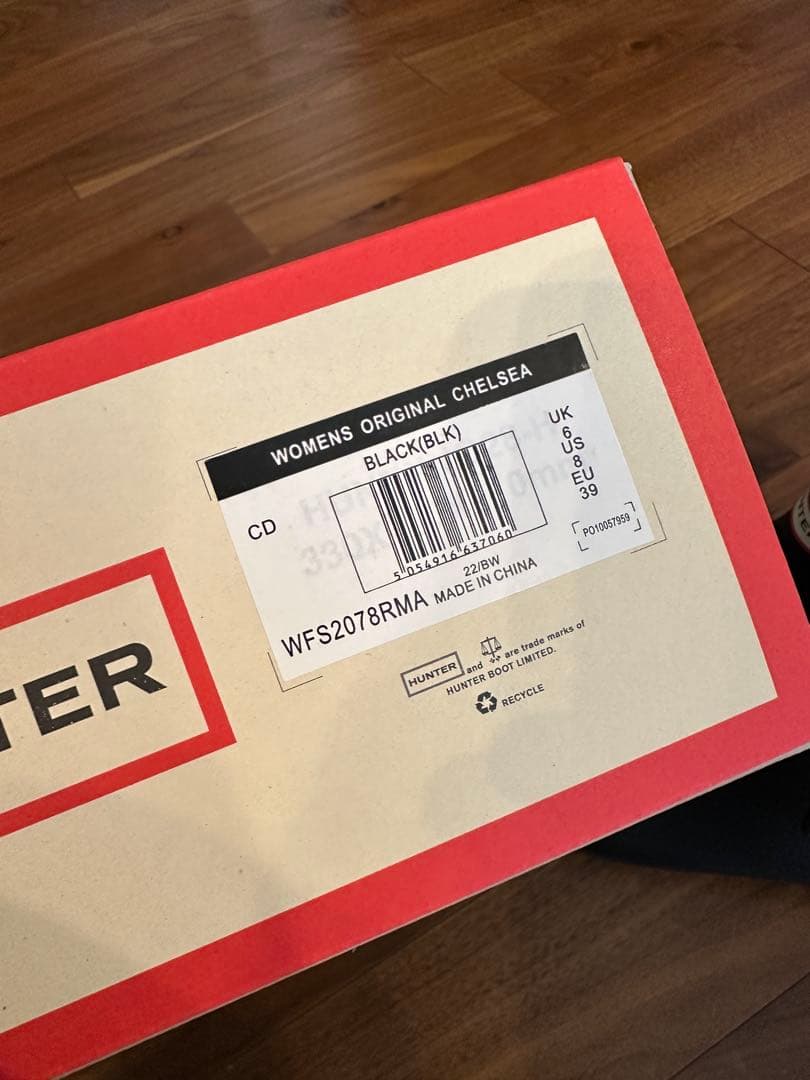 WOMENS ORIGINAL CHELSEA
BLACK(BLK)
CD
5 054916 637060
22/BW
WFS2078RMA MADE IN CHINA
UK
6
US
8
EU
39
PO10057959
TER
HUNTER and are trade marks of
HUNTER BOOT LIMITED.
RECYCLE